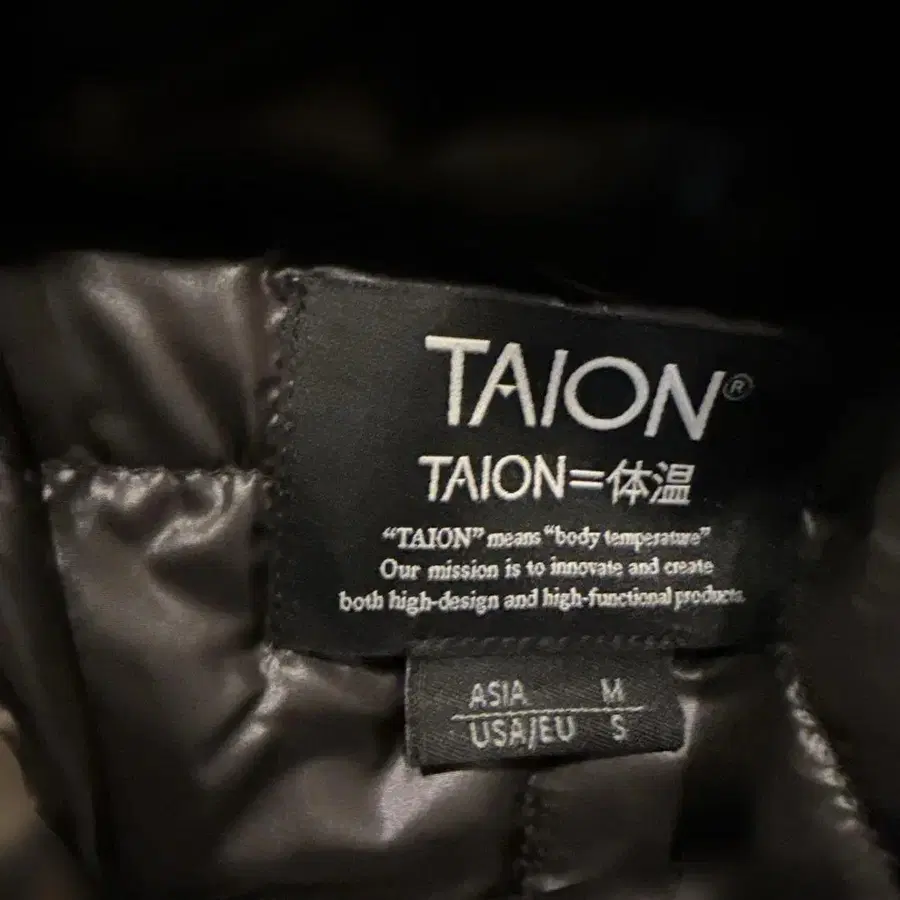 TAION®
TAION=体温
“TAION” means “body temperature”
Our mission is to innovate and create
both high-design and high-functional products.
ASIA M
USA/EU S